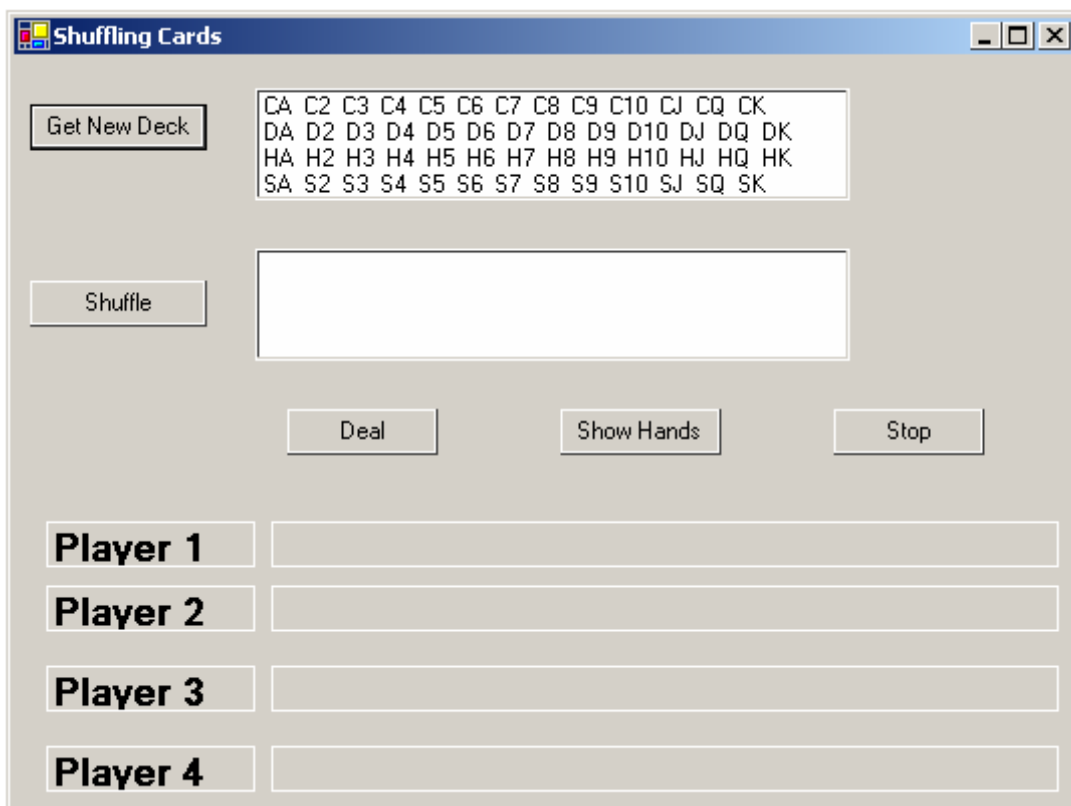 Shuffling Cards
Get New Deck
CA C2 C3 C4 C5 C6 C7 C8 C9 C10 CJ CQ CK
DA D2 D3 D4 D5 D6 D7 D8 D9 D10 DJ DQ DK
HA H2 H3 H4 H5 H6 H7 H8 H9 H10 HJ HQ HK
SA S2 S3 S4 S5 S6 S7 S8 S9 S10 SJ SQ SK
Shuffle
Deal Show Hands Stop
Player 1
Player 2
Player 3
Player 4